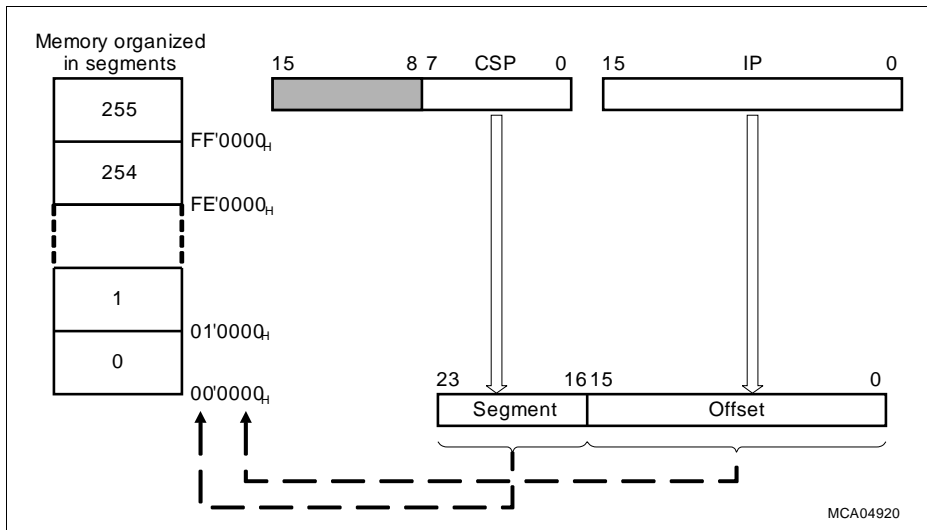 Memory organized
in segments
15 8 7 CSP 0
15 IP 0
255
FF'0000H
254
FE'0000H
1
01'0000H
0
00'0000H
23 16 15 0
Segment Offset
MCA04920